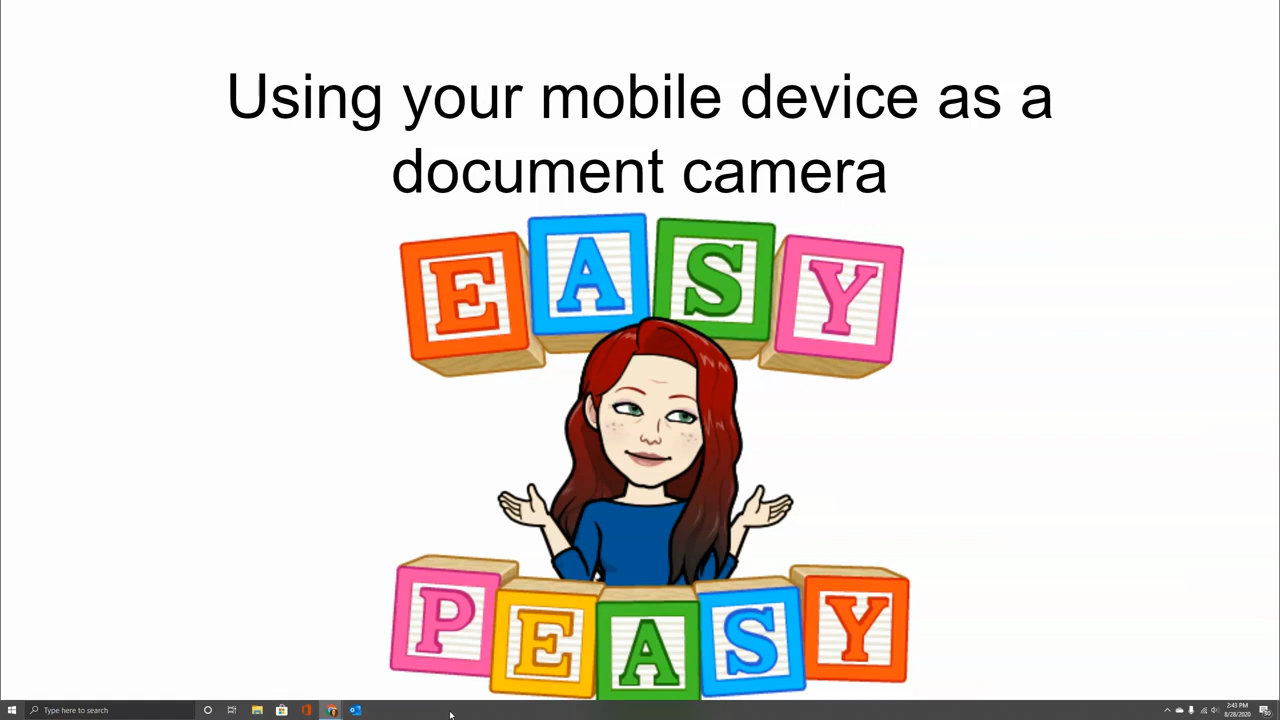 Using your mobile device as a
document camera
EASY
PEASY
Type here to search
2:43 PM
8/28/2020